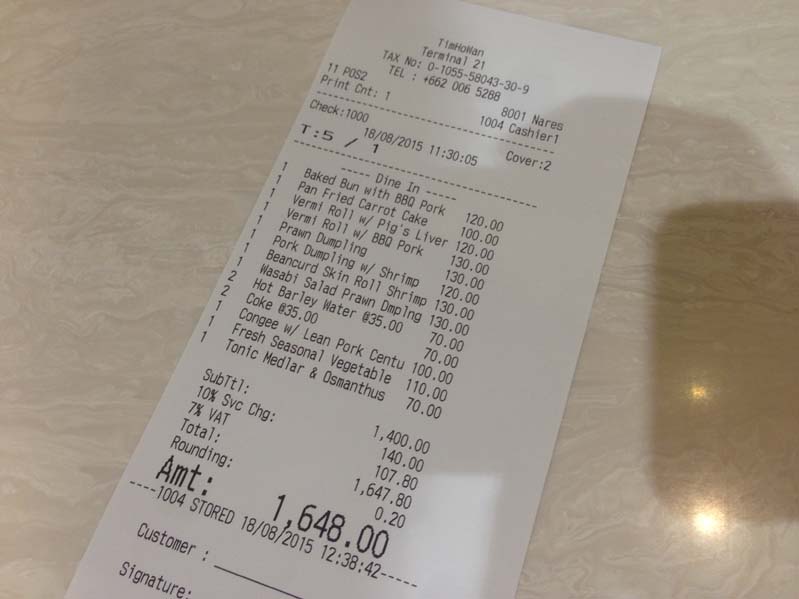 TimHoWan
Terminal 21
TAX No: 0-1055-58043-30-9
TEL : +662 006 5288
11 POS2 8001 Nares
Print Cnt: 1 1004 Cashier1
Check:1000 Cover:2
18/08/2015 11:30:05
T:5 / 1
----- Dine In -----
1 Baked Bun with BBQ Pork 120.00
1 Pan Fried Carrot Cake 100.00
1 Vermi Roll w/ Pig's Liver 120.00
1 Vermi Roll w/ BBQ Pork 130.00
1 Prawn Dumpling 130.00
1 Pork Dumpling w/ Shrimp 120.00
1 Beancurd Skin Roll Shrimp 130.00
1 Wasabi Salad Prawn Dmplng 130.00
2 Hot Barley Water @35.00 70.00
2 Coke @35.00 70.00
1 Congee w/ Lean Pork Centu 100.00
1 Fresh Seasonal Vegetable 110.00
1 Tonic Medlar & Osmanthus 70.00
SubTtl: 1,400.00
10% Svc Chg: 140.00
7% VAT 107.80
Total: 1,647.80
Rounding: 0.20
Amt: 1,648.00
----1004 STORED 18/08/2015 12:38:42-----
Customer :
Signature: